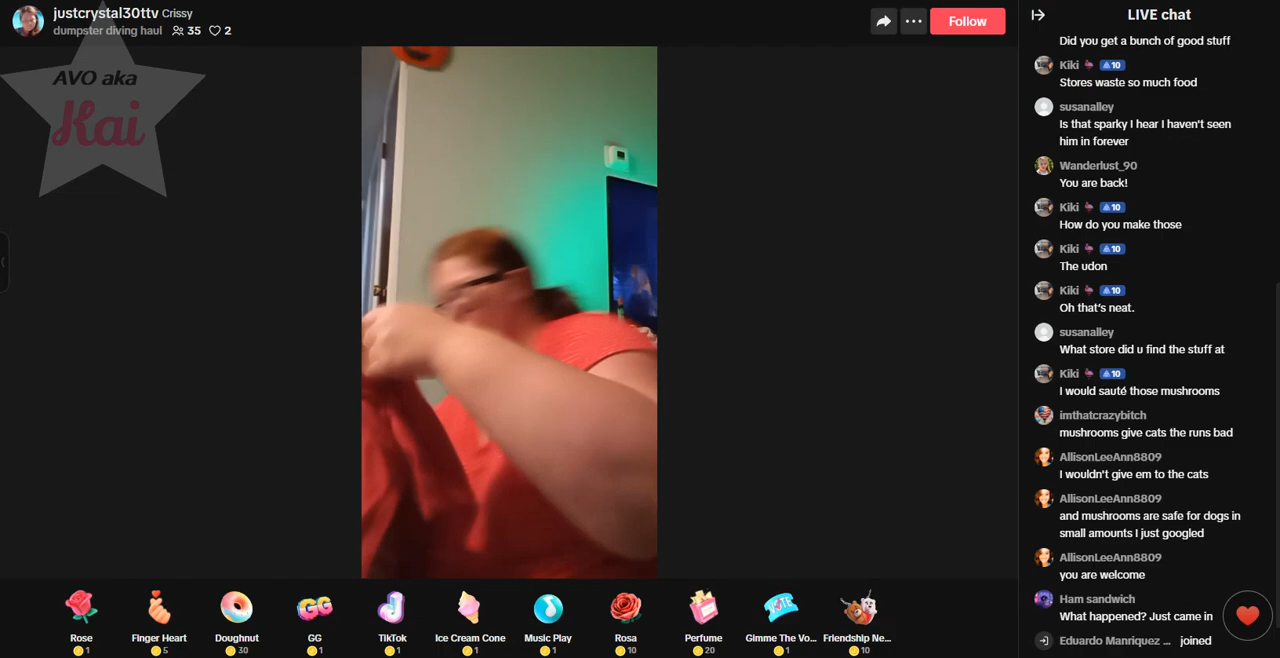 justcrystal30ttv Crissy
dumpster diving haul 35 2
Follow
AVO aka
Kai
LIVE chat
Did you get a bunch of good stuff
Kiki 10
Stores waste so much food
susanalley
Is that sparky I hear I haven't seen
him in forever
Wanderlust_90
You are back!
Kiki 10
How do you make those
Kiki 10
The udon
Kiki 10
Oh that's neat.
susanalley
What store did u find the stuff at
Kiki 10
I would sauté those mushrooms
imthatcrazybitch
mushrooms give cats the runs bad
AllisonLeeAnn8809
I wouldn't give em to the cats
AllisonLeeAnn8809
and mushrooms are safe for dogs in
small amounts I just googled
AllisonLeeAnn8809
you are welcome
Ham sandwich
What happened? Just came in
Eduardo Manriquez ... joined
GG
VOTE
Rose
Finger Heart
Doughnut
GG
TikTok
Ice Cream Cone
Music Play
Rosa
Perfume
Gimme The Vo...
Friendship Ne...
1
5
30
1
1
1
1
10
20
1
10